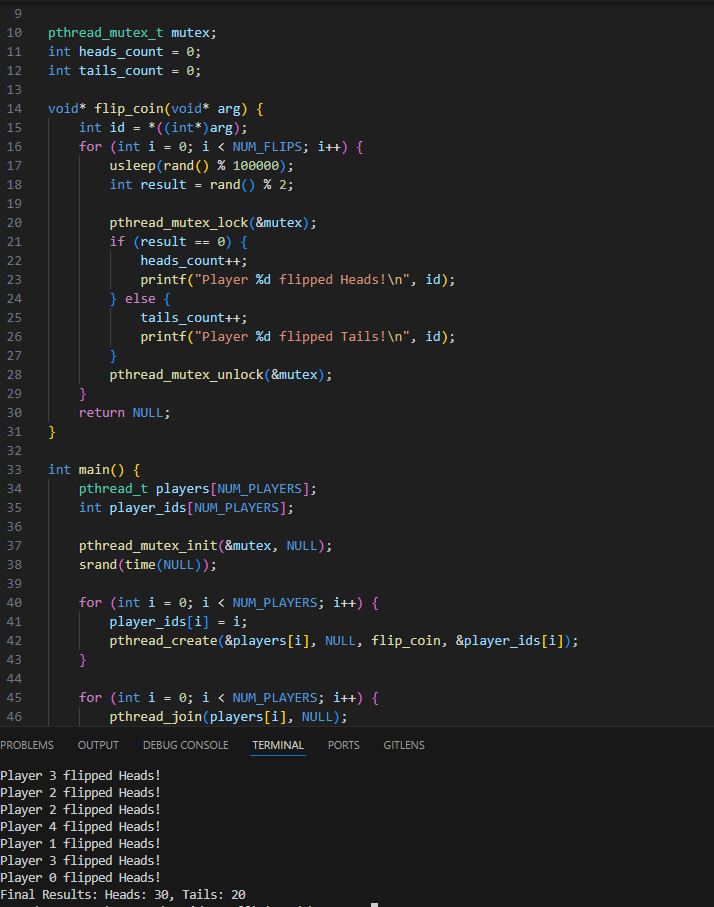 9
10 pthread_mutex_t mutex;
11 int heads_count = 0;
12 int tails_count = 0;
13
14 void* flip_coin(void* arg) {
15     int id = *((int*)arg);
16     for (int i = 0; i < NUM_FLIPS; i++) {
17         usleep(rand() % 100000);
18         int result = rand() % 2;
19
20         pthread_mutex_lock(&mutex);
21         if (result == 0) {
22             heads_count++;
23             printf("Player %d flipped Heads!\n", id);
24         } else {
25             tails_count++;
26             printf("Player %d flipped Tails!\n", id);
27         }
28         pthread_mutex_unlock(&mutex);
29     }
30     return NULL;
31 }
32
33 int main() {
34     pthread_t players[NUM_PLAYERS];
35     int player_ids[NUM_PLAYERS];
36
37     pthread_mutex_init(&mutex, NULL);
38     srand(time(NULL));
39
40     for (int i = 0; i < NUM_PLAYERS; i++) {
41         player_ids[i] = i;
42         pthread_create(&players[i], NULL, flip_coin, &player_ids[i]);
43     }
44
45     for (int i = 0; i < NUM_PLAYERS; i++) {
46         pthread_join(players[i], NULL);
PROBLEMS OUTPUT DEBUG CONSOLE TERMINAL PORTS GITLENS
Player 3 flipped Heads!
Player 2 flipped Heads!
Player 2 flipped Heads!
Player 4 flipped Heads!
Player 1 flipped Heads!
Player 3 flipped Heads!
Player 0 flipped Heads!
Final Results: Heads: 30, Tails: 20